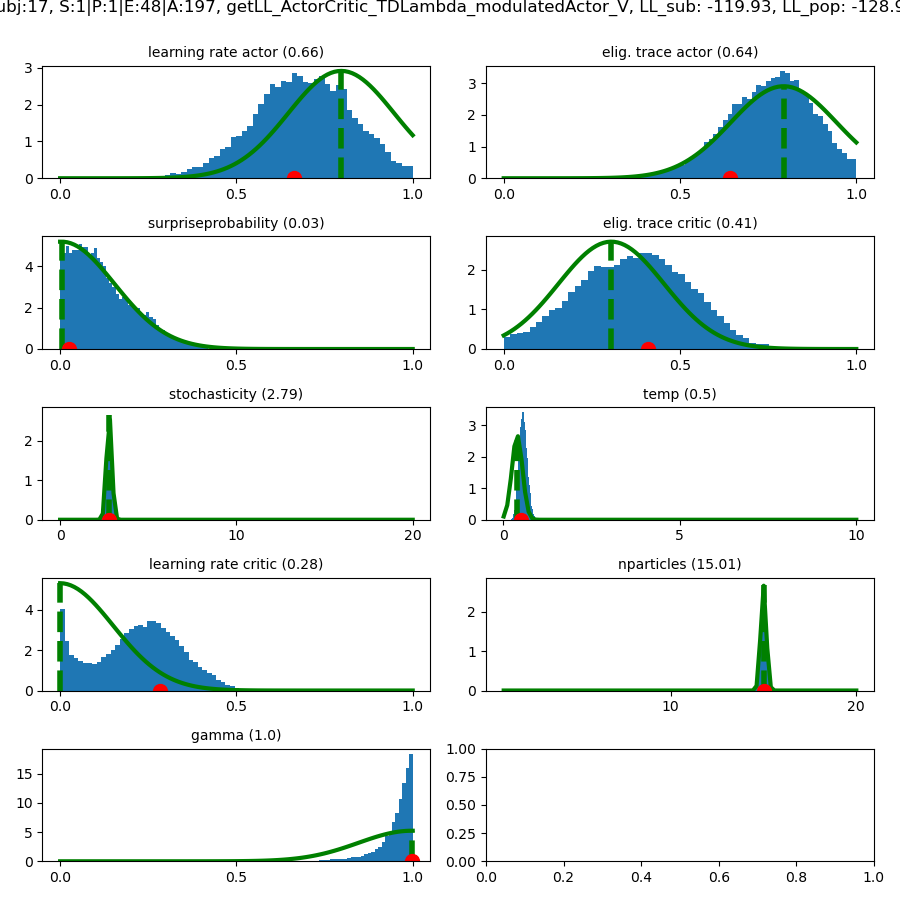 ubj:17, S:1|P:1|E:48|A:197, getLL_ActorCritic_TDLambda_modulatedActor_V, LL_sub: -119.93, LL_pop: -128.9
learning rate actor (0.66)
elig. trace actor (0.64)
3
2
1
0
0.0 0.5 1.0
3
2
1
0
0.0 0.5 1.0
surpriseprobability (0.03)
elig. trace critic (0.41)
4
2
0
0.0 0.5 1.0
2
1
0
0.0 0.5 1.0
stochasticity (2.79)
temp (0.5)
2
1
0
0 10 20
3
2
1
0
0 5 10
learning rate critic (0.28)
nparticles (15.01)
4
2
0
0.0 0.5 1.0
2
1
0
10 20
gamma (1.0)
15
10
5
0
0.0 0.5 1.0
1.00
0.75
0.50
0.25
0.00
0.0 0.2 0.4 0.6 0.8 1.0